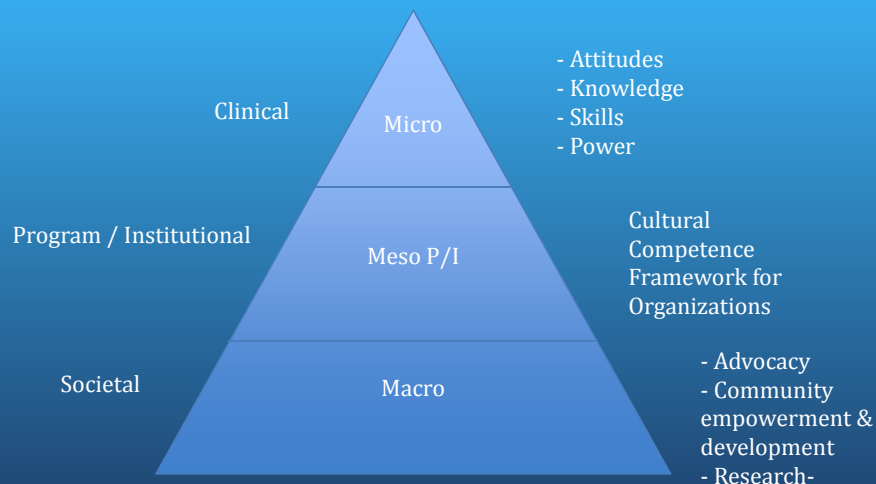 Clinical
Micro
- Attitudes
- Knowledge
- Skills
- Power
Program / Institutional
Meso P/I
Cultural
Competence
Framework for
Organizations
Societal
Macro
- Advocacy
- Community
empowerment &
development
- Research-